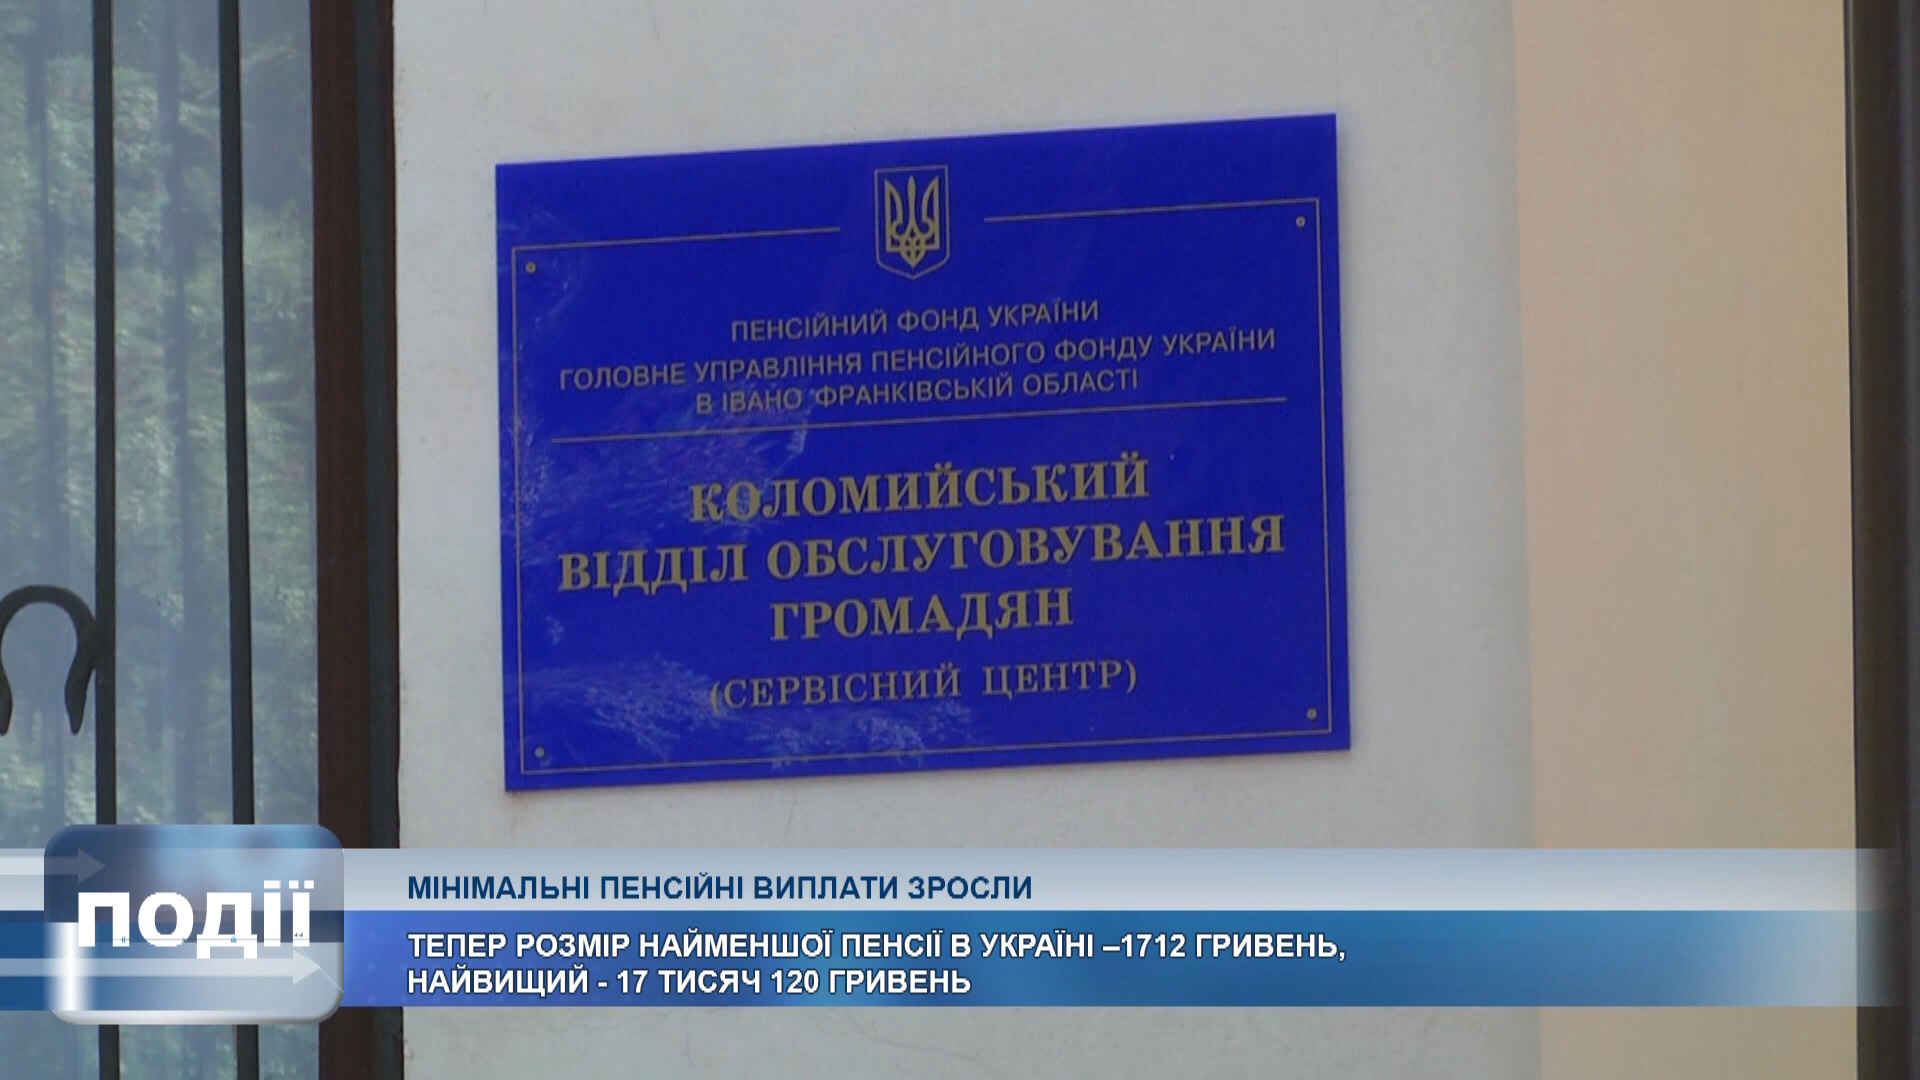 ПЕНСІЙНИЙ ФОНД УКРАЇНИ
ГОЛОВНЕ УПРАВЛІННЯ ПЕНСІЙНОГО ФОНДУ УКРАЇНИ
В ІВАНО ФРАНКІВСЬКІЙ ОБЛАСТІ
КОЛОМИЙСЬКИЙ
ВІДДІЛ ОБСЛУГОВУВАННЯ
ГРОМАДЯН
(СЕРВІСНИЙ ЦЕНТР)
події
МІНІМАЛЬНІ ПЕНСІЙНІ ВИПЛАТИ ЗРОСЛИ
ТЕПЕР РОЗМІР НАЙМЕНШОЇ ПЕНСІЇ В УКРАЇНІ –1712 ГРИВЕНЬ,
НАЙВИЩИЙ - 17 ТИСЯЧ 120 ГРИВЕНЬ